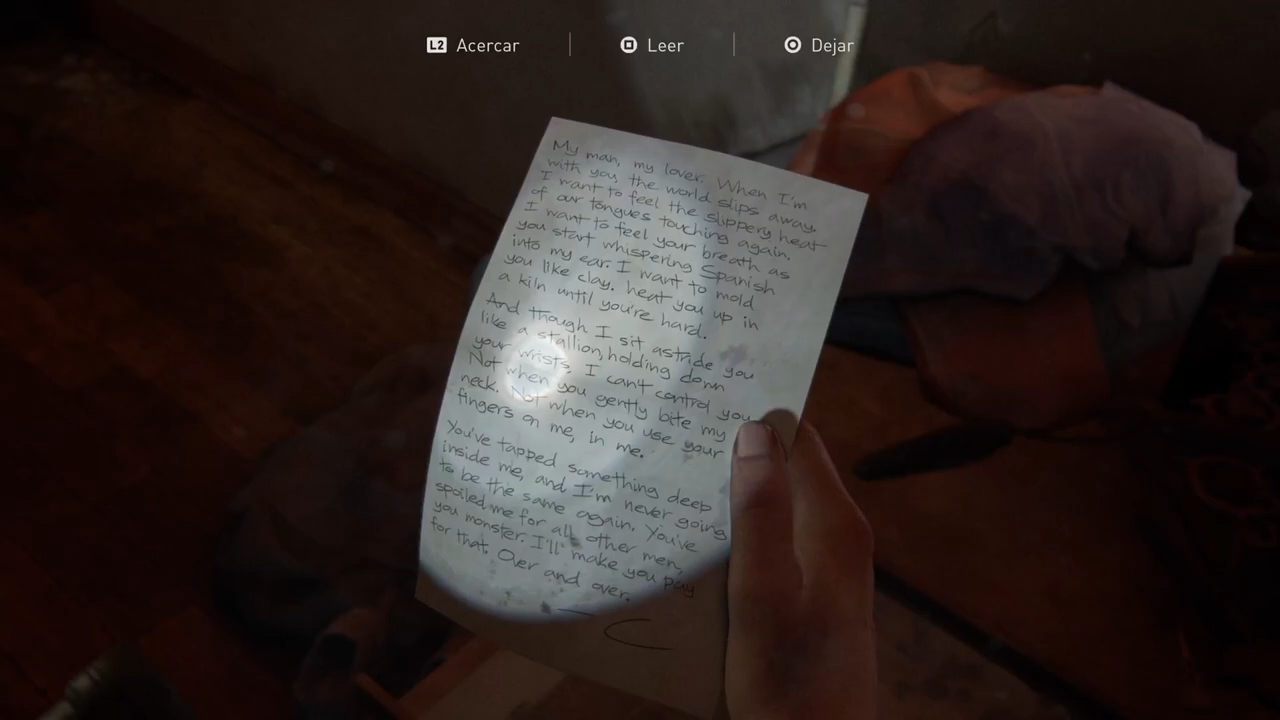 L2 Acercar
Leer
Dejar
My man, my lover. When I'm
with you, the world slips away.
I want to feel the slippery heat
of our tongues touching again.
I want to feel your breath as
you start whispering Spanish
into my ear. I want to mold
you like clay. heat you up in
a kiln until you're hard.
And though I sit astride you
like a stallion, holding down
your wrists, I can't control you
Not when you gently bite my
neck. Not when you use your
fingers on me, in me.
You've tapped something deep
inside me, and I'm never going
to be the same again. You've
spoiled me for all other men,
you monster. I'll make you pay
for that. Over and over.
- C